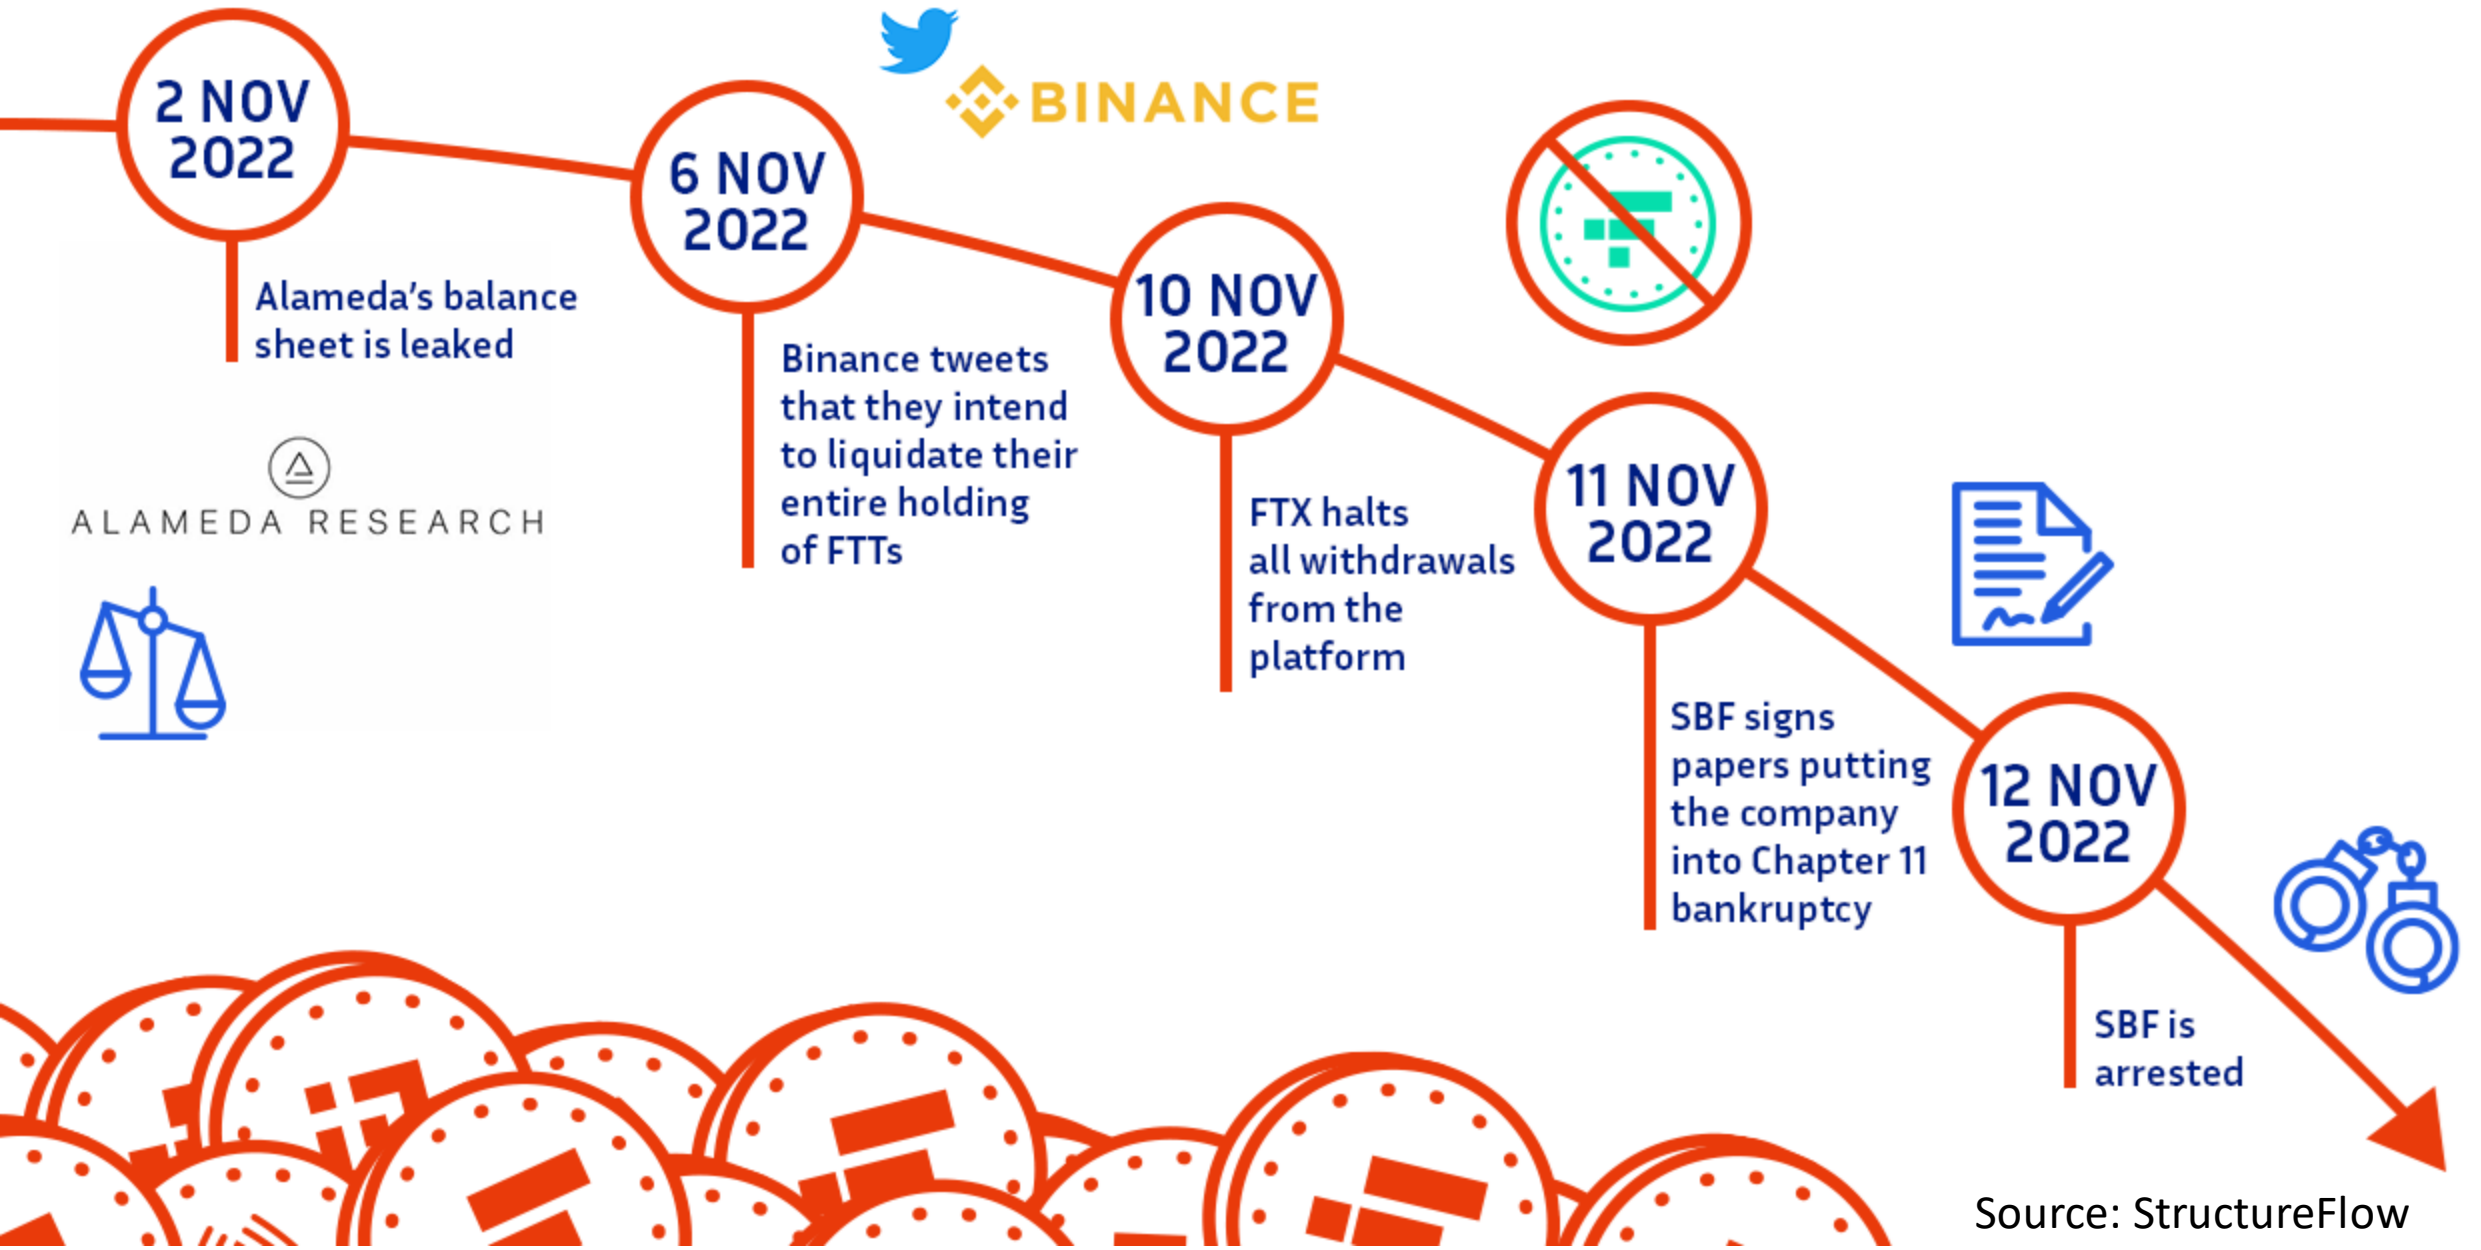 2 NOV
2022
Alameda's balance
sheet is leaked
ALAMEDA RESEARCH
BINANCE
6 NOV
2022
Binance tweets
that they intend
to liquidate their
entire holding
of FTTs
10 NOV
2022
FTX halts
all withdrawals
from the
platform
11 NOV
2022
SBF signs
papers putting
the company
into Chapter 11
bankruptcy
12 NOV
2022
SBF is
arrested
Source: StructureFlow